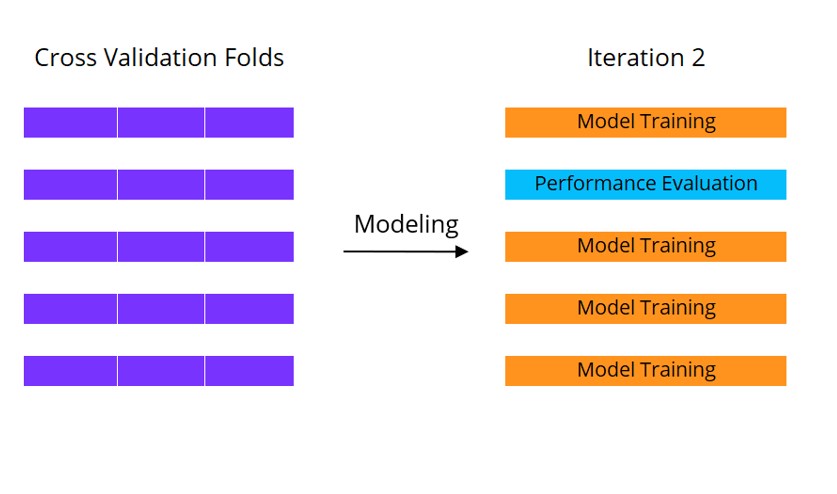 Cross Validation Folds
Iteration 2
Model Training
Performance Evaluation
Modeling
Model Training
Model Training
Model Training